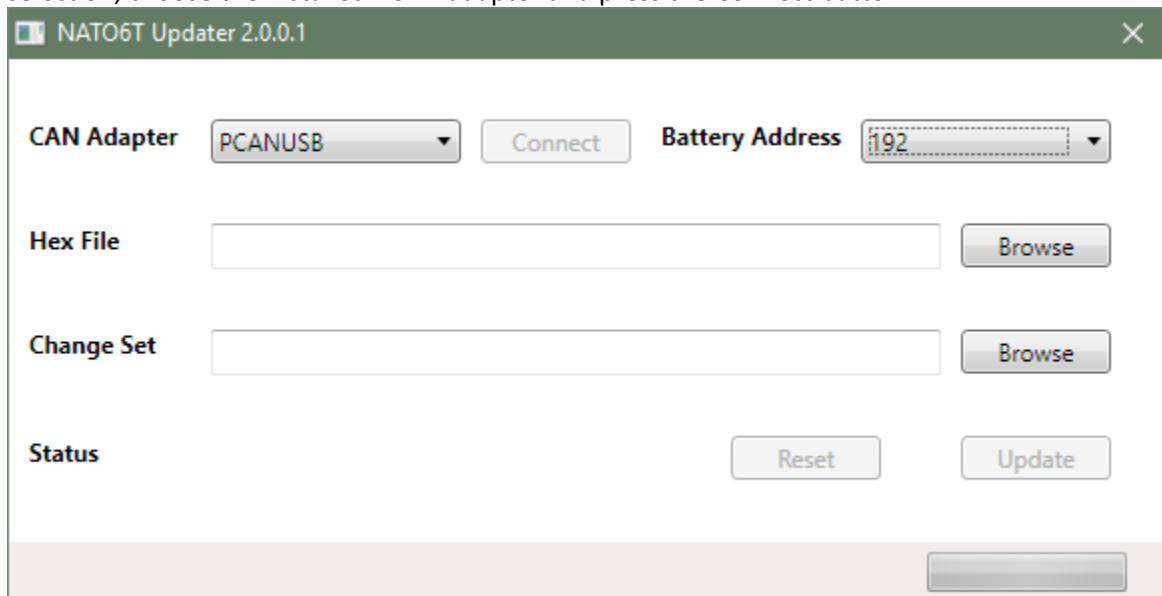 NATO6T Updater 2.0.0.1
CAN Adapter PCANUSB Connect Battery Address 192
Hex File Browse
Change Set Browse
Status Reset Update